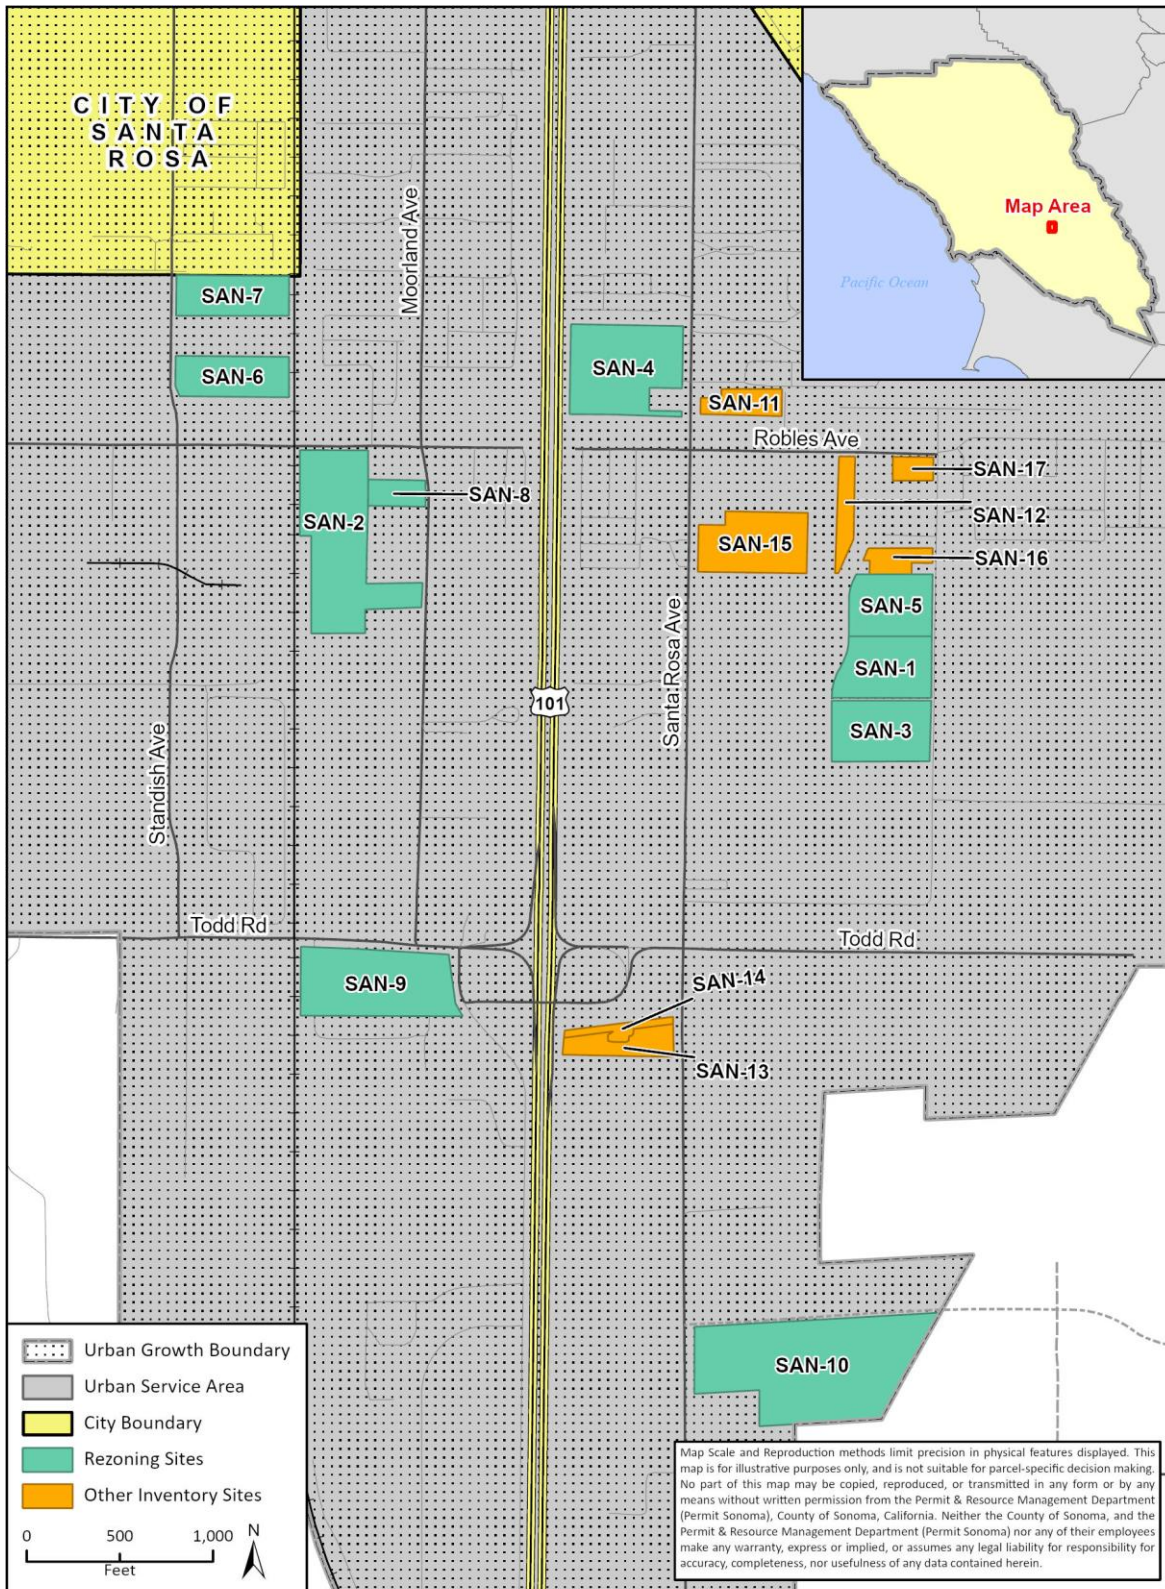 CITY OF
SANTA
ROSA
Moorland Ave
Map Area
Pacific Ocean
SAN-7
SAN-6
SAN-4
SAN-11
Robles Ave
SAN-17
SAN-8
SAN-2
SAN-12
SAN-15
SAN-16
SAN-5
SAN-1
SAN-3
Santa Rosa Ave
101
Standish Ave
Todd Rd
Todd Rd
SAN-9
SAN-14
SAN-13
SAN-10
Urban Growth Boundary
Urban Service Area
City Boundary
Rezoning Sites
Other Inventory Sites
0 500 1,000
Feet
N
Map Scale and Reproduction methods limit precision in physical features displayed. This
map is for illustrative purposes only, and is not suitable for parcel-specific decision making.
No part of this map may be copied, reproduced, or transmitted in any form or by any
means without written permission from the Permit & Resource Management Department
(Permit Sonoma), County of Sonoma, California. Neither the County of Sonoma, and the
Permit & Resource Management Department (Permit Sonoma) nor any of their employees
make any warranty, express or implied, or assumes any legal liability for responsibility for
accuracy, completeness, nor usefulness of any data contained herein.